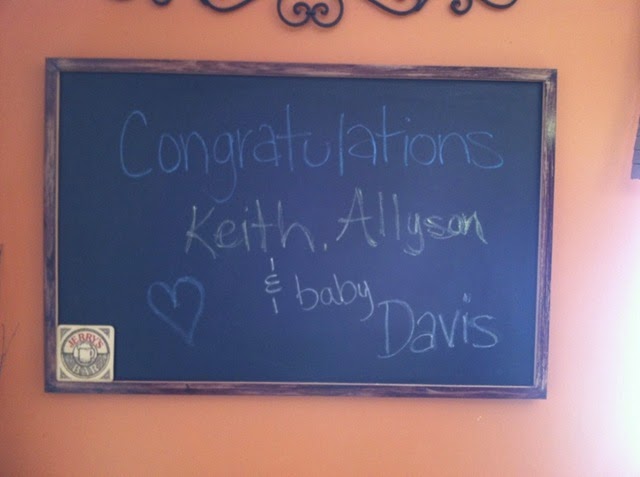 Congratulations
Keith, Allyson
& baby
Davis
JERRY'S
BAR